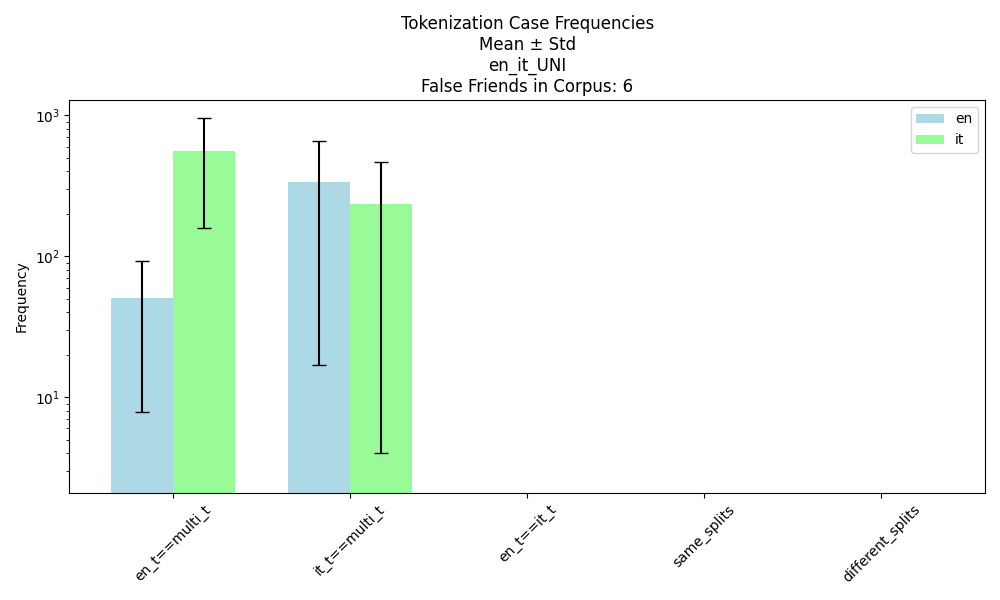 Tokenization Case Frequencies
Mean ± Std
en_it_UNI
False Friends in Corpus: 6
en
it
Frequency
10³
10²
10¹
en_t==multi_t
it_t==multi_t
en_t==it_t
same_splits
different_splits